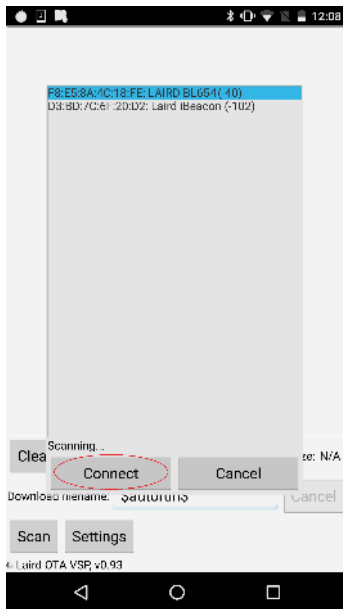 12:08
F8:E5:8A:4C:18:FE: LAIRD BL654(-40)
D3:BD:7C:6F:20:D2: Laird iBeacon (-102)
Scanning...
Clea
Connect
Cancel
ze: N/A
Download filename:
$autorun$
Cancel
Scan
Settings
Laird OTA VSP, v0.93